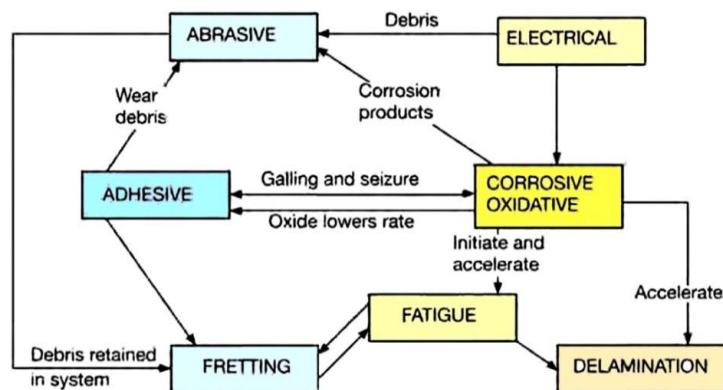 Debris
ABRASIVE
ELECTRICAL
Wear
debris
Corrosion
products
ADHESIVE
Galling and seizure
CORROSIVE
OXIDATIVE
Oxide lowers rate
Initiate and
accelerate
Accelerate
FATIGUE
Debris retained
in system
FRETTING
DELAMINATION